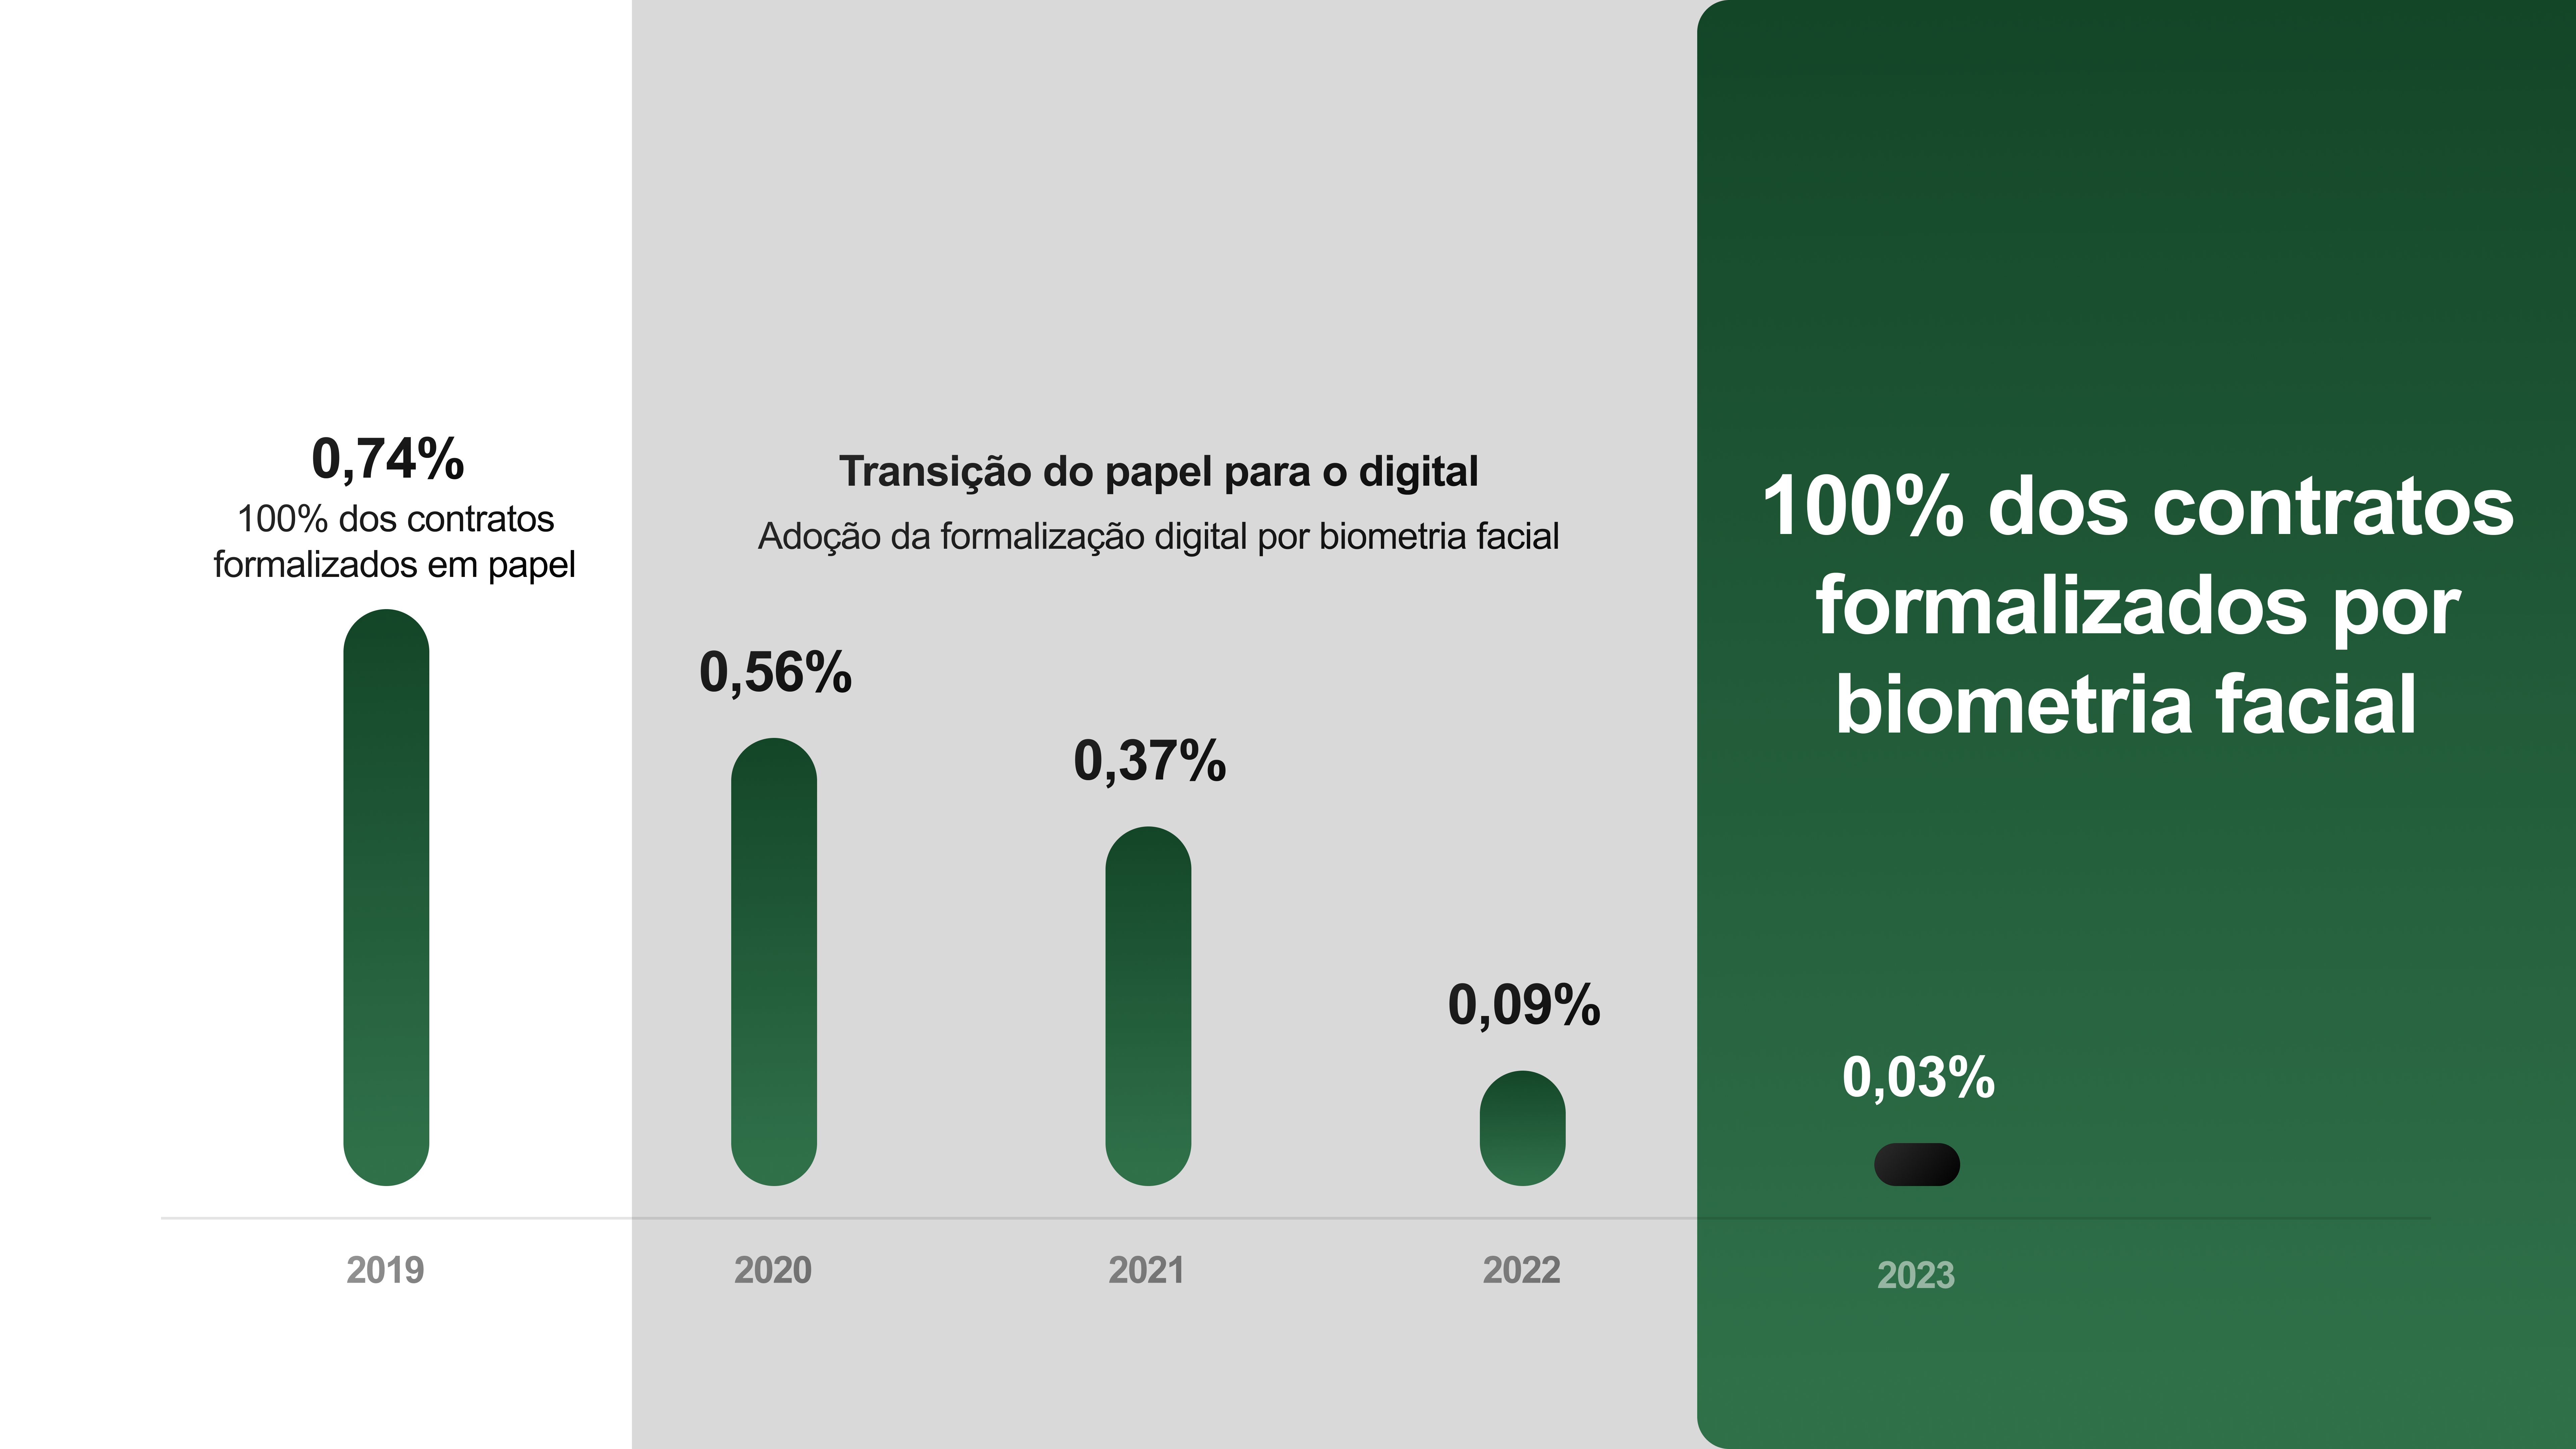 0,74%
100% dos contratos
formalizados em papel
Transição do papel para o digital
Adoção da formalização digital por biometria facial
0,56%
0,37%
0,09%
100% dos contratos
formalizados por
biometria facial
0,03%
2019
2020
2021
2022
2023